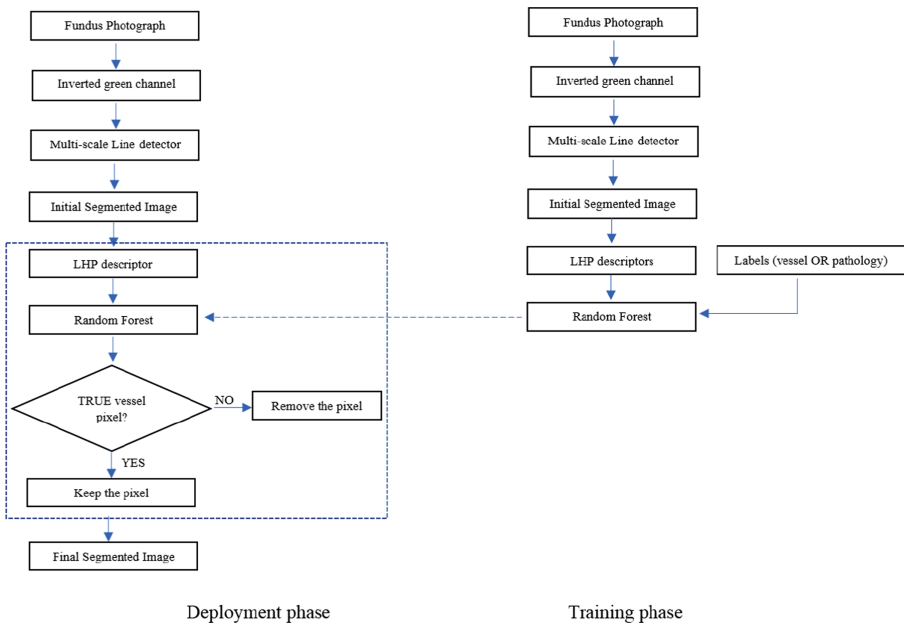 Fundus Photograph
Inverted green channel
Multi-scale Line detector
Initial Segmented Image
LHP descriptor
Random Forest
TRUE vessel
pixel?
NO
Remove the pixel
YES
Keep the pixel
Final Segmented Image
Deployment phase
Fundus Photograph
Inverted green channel
Multi-scale Line detector
Initial Segmented Image
LHP descriptors
Labels (vessel OR pathology)
Random Forest
Training phase